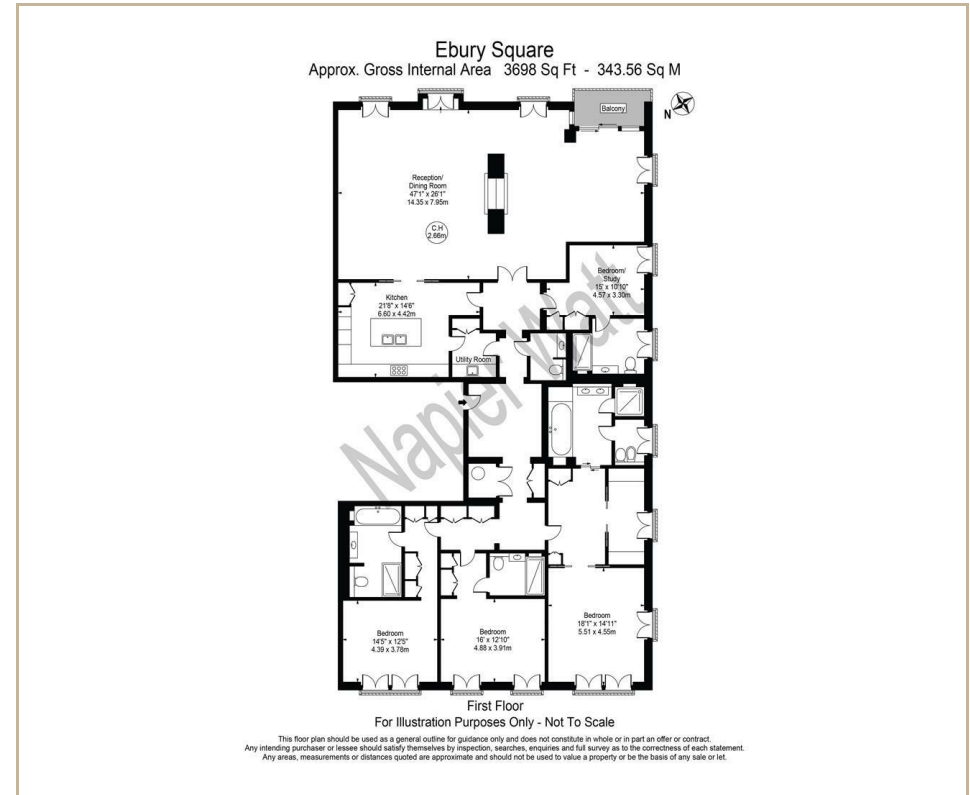 Ebury Square
Approx. Gross Internal Area 3698 Sq Ft - 343.56 Sq M
Balcony
N
Reception/
Dining Room
47'1" x 26'1"
14.35 x 7.95m
C.H
2.66m
Bedroom/
Study
15' x 10'10"
4.57 x 3.30m
Kitchen
21'8" x 14'6"
6.60 x 4.42m
Utility Room
Napier Watt
Bedroom
14'5" x 12'5"
4.39 x 3.78m
Bedroom
16' x 12'10"
4.88 x 3.91m
Bedroom
18'1" x 14'11"
5.51 x 4.55m
First Floor
For Illustration Purposes Only - Not To Scale
This floor plan should be used as a general outline for guidance only and does not constitute in whole or in part an offer or contract.
Any intending purchaser or lessee should satisfy themselves by inspection, searches, enquiries and full survey as to the correctness of each statement.
Any areas, measurements or distances quoted are approximate and should not be used to value a property or be the basis of any sale or let.